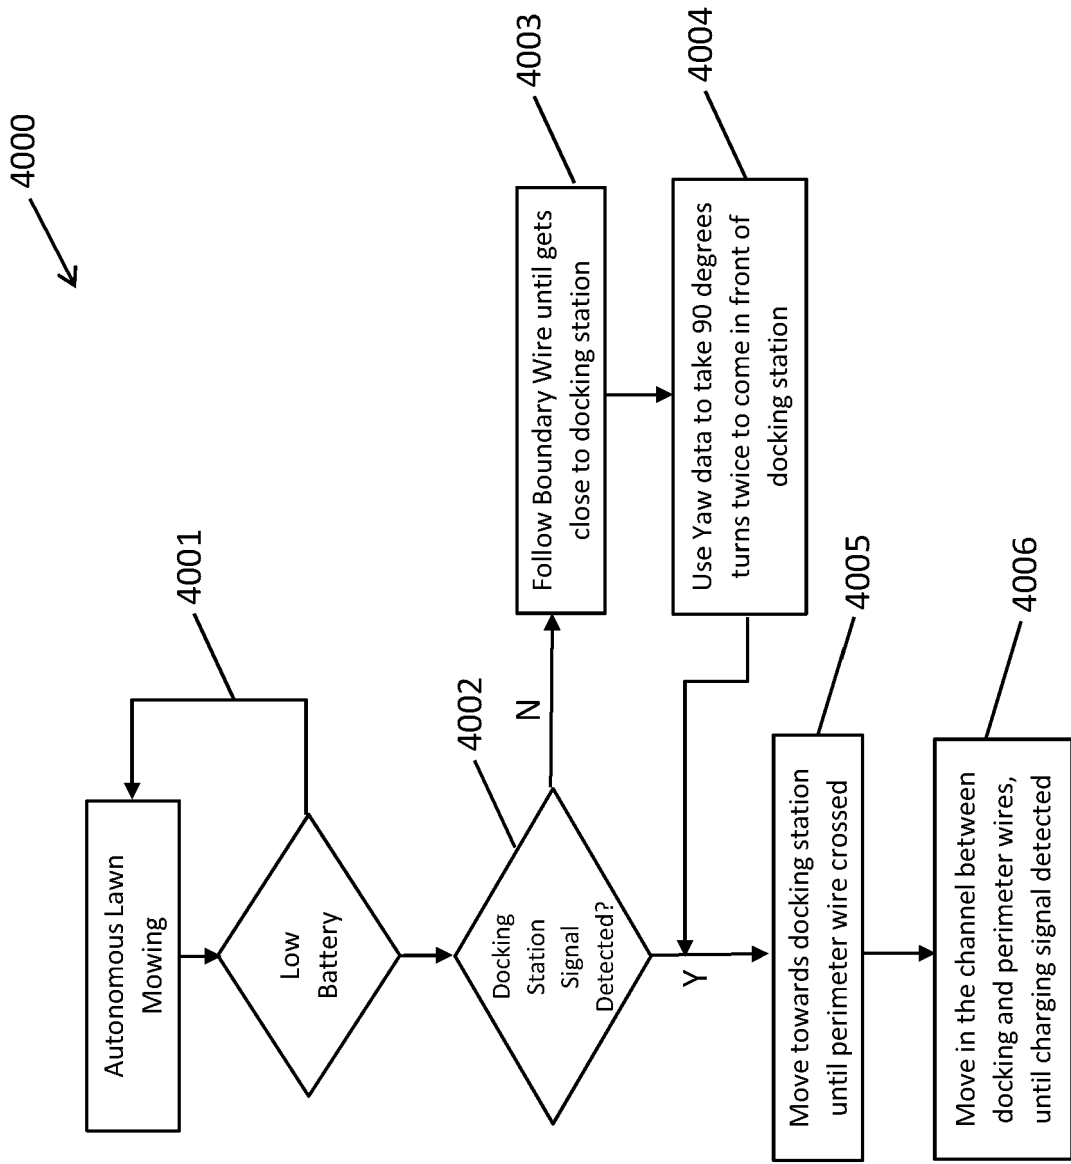 4000
Autonomous Lawn
Mowing
4001
Low
Battery
4002
Docking
Station
Signal
Detected?
N
Y
4003
Follow Boundary Wire until gets
close to docking station
4004
Use Yaw data to take 90 degrees
turns twice to come in front of
docking station
4005
Move towards docking station
until perimeter wire crossed
4006
Move in the channel between
docking and perimeter wires,
until charging signal detected